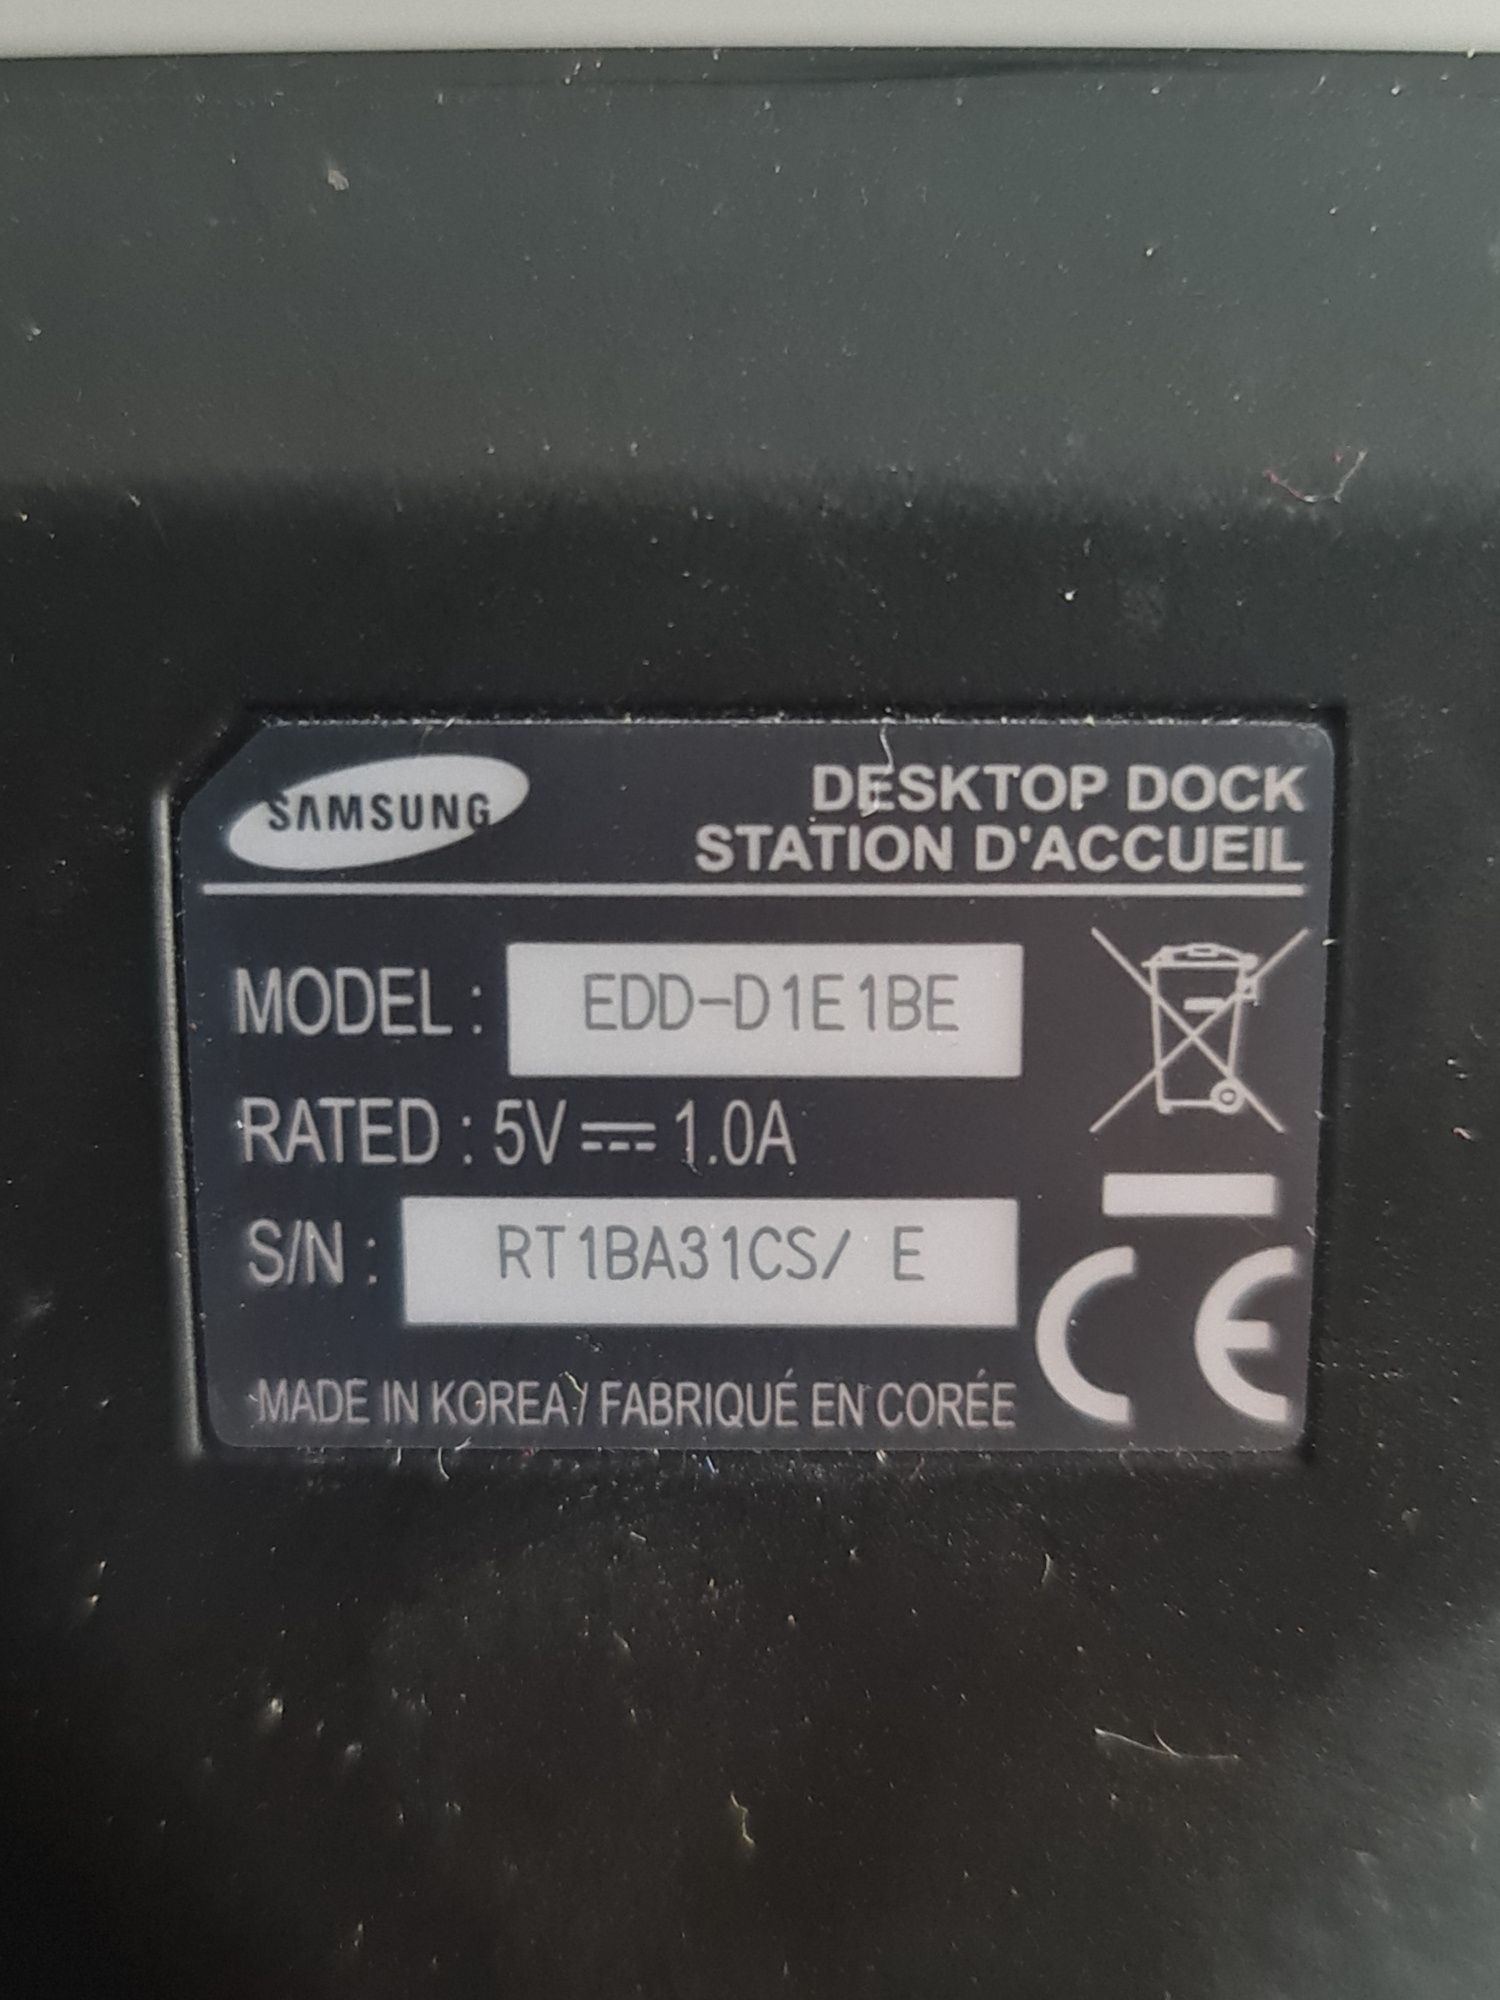 SAMSUNG
DESKTOP DOCK
STATION D'ACCUEIL
MODEL : EDD-D1E1BE
RATED : 5V⎓1.0A
S/N : RT1BA31CS/ E
MADE IN KOREA / FABRIQUÉ EN CORÉE
CE